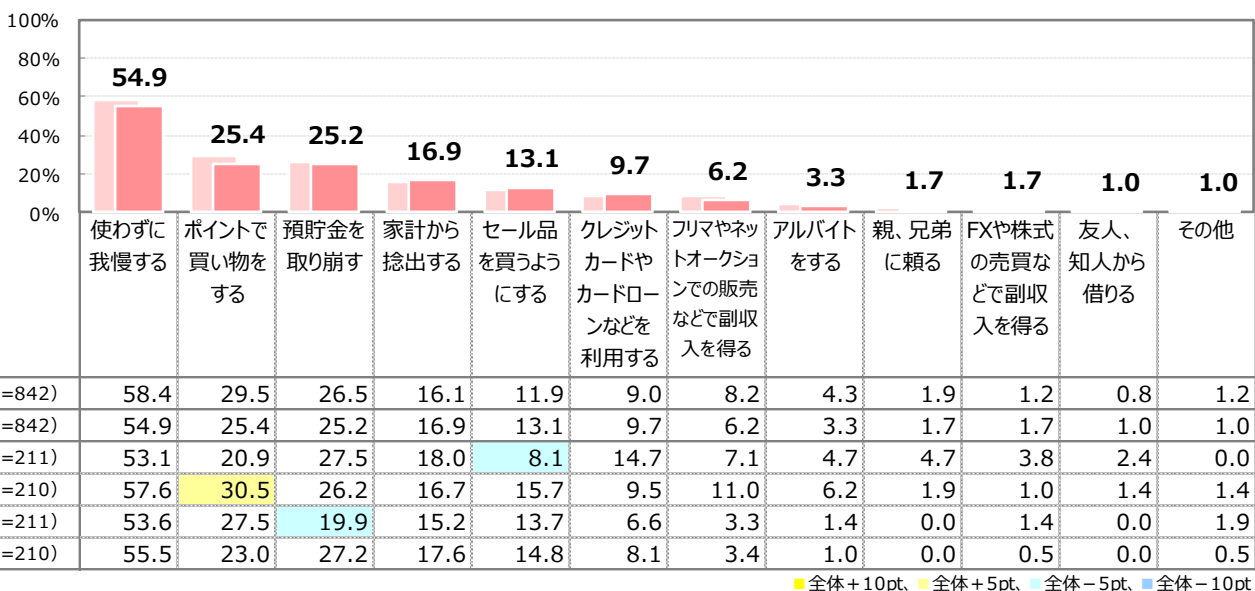 100%
80%
60%
40%
20%
0%
54.9 25.4 25.2 16.9 13.1 9.7 6.2 3.3 1.7 1.7 1.0 1.0
使わずに
我慢する
ポイントで
買い物を
する
預貯金を
取り崩す
家計から
捻出する
セール品
を買うよう
にする
クレジット
カードや
カードロー
ンなどを
利用する
フリマやネッ
トオークショ
ンでの販売
などで副収
入を得る
アルバイト
をする
親、兄弟
に頼る
FXや株式
の売買な
どで副収
入を得る
友人、
知人から
借りる
その他
=842) 58.4 29.5 26.5 16.1 11.9 9.0 8.2 4.3 1.9 1.2 0.8 1.2
=842) 54.9 25.4 25.2 16.9 13.1 9.7 6.2 3.3 1.7 1.7 1.0 1.0
=211) 53.1 20.9 27.5 18.0 8.1 14.7 7.1 4.7 4.7 3.8 2.4 0.0
=210) 57.6 30.5 26.2 16.7 15.7 9.5 11.0 6.2 1.9 1.0 1.4 1.4
=211) 53.6 27.5 19.9 15.2 13.7 6.6 3.3 1.4 0.0 1.4 0.0 1.9
=210) 55.5 23.0 27.2 17.6 14.8 8.1 3.4 1.0 0.0 0.5 0.0 0.5
■全体+10pt、■全体+5pt、■全体-5pt、■全体-10pt